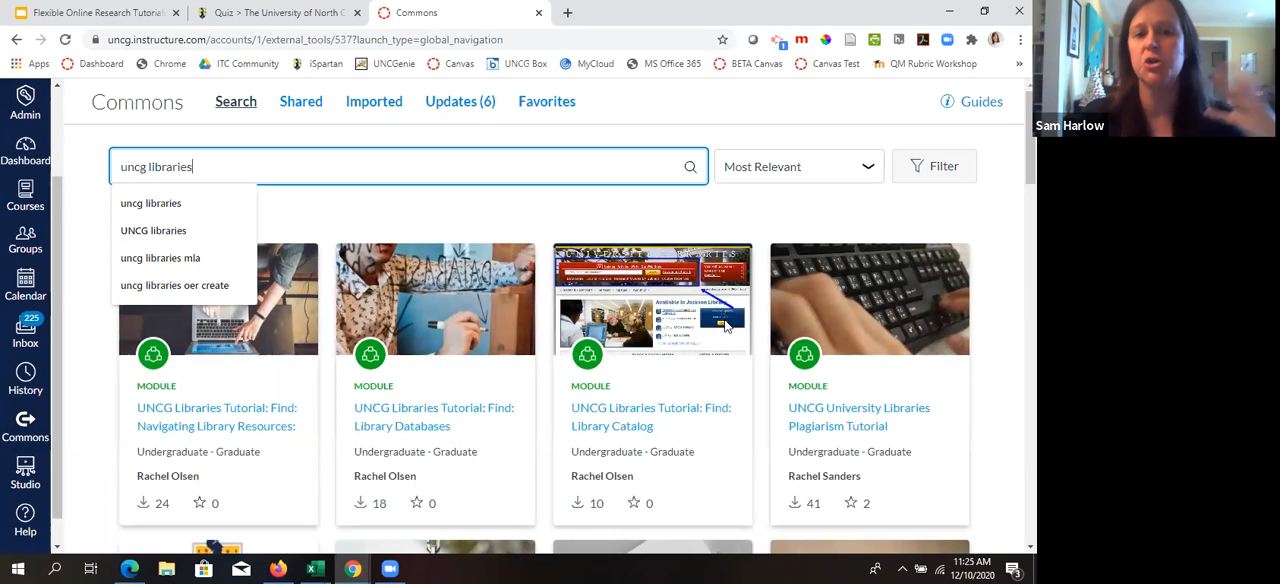 Flexible Online Research Tutorial
Quiz > The University of North C
Commons
uncg.instructure.com/accounts/1/external_tools/537?launch_type=global_navigation
Apps
Dashboard
Chrome
ITC Community
iSpartan
UNCGenie
Canvas
UNCG Box
MyCloud
MS Office 365
BETA Canvas
Canvas Test
QM Rubric Workshop
Sam Harlow
Admin
Dashboard
Courses
Groups
Calendar
225
Inbox
History
Commons
Studio
Help
Commons
Search
Shared
Imported
Updates (6)
Favorites
Guides
uncg libraries
Most Relevant
Filter
uncg libraries
UNCG libraries
uncg libraries mla
uncg libraries oer create
MODULE
UNCG Libraries Tutorial: Find:
Navigating Library Resources:
Undergraduate - Graduate
Rachel Olsen
24
0
MODULE
UNCG Libraries Tutorial: Find:
Library Databases
Undergraduate - Graduate
Rachel Olsen
18
0
Available in Jackson Library
MODULE
UNCG Libraries Tutorial: Find:
Library Catalog
Undergraduate - Graduate
Rachel Olsen
10
0
MODULE
UNCG University Libraries
Plagiarism Tutorial
Undergraduate - Graduate
Rachel Sanders
41
2
11:25 AM
12/10/2020
3